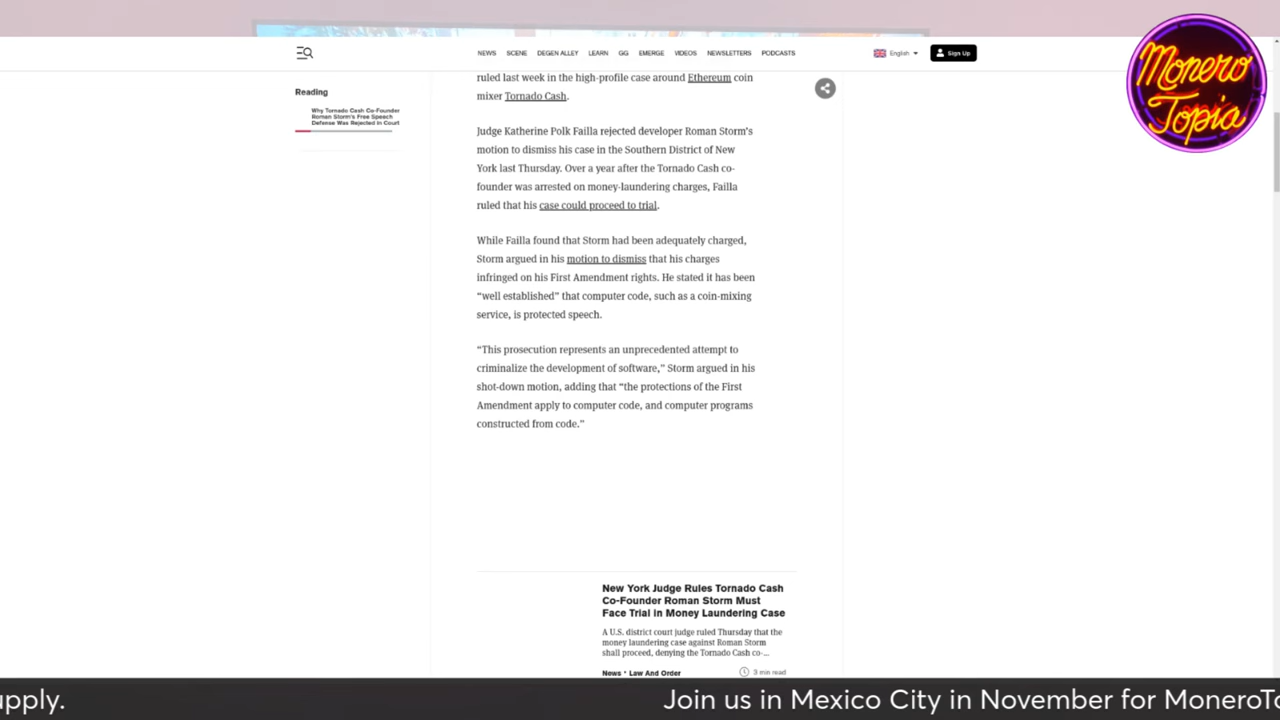 NEWS SCENE DEGEN ALLEY LEARN GG EMERGE VIDEOS NEWSLETTERS PODCASTS
English
Sign Up
Monero
Topia
Reading
Why Tornado Cash Co-Founder
Roman Storm's Free Speech
Defense Was Rejected in Court
ruled last week in the high-profile case around Ethereum coin
mixer Tornado Cash.
Judge Katherine Polk Failla rejected developer Roman Storm's
motion to dismiss his case in the Southern District of New
York last Thursday. Over a year after the Tornado Cash co-
founder was arrested on money-laundering charges, Failla
ruled that his case could proceed to trial.
While Failla found that Storm had been adequately charged,
Storm argued in his motion to dismiss that his charges
infringed on his First Amendment rights. He stated it has been
“well established” that computer code, such as a coin-mixing
service, is protected speech.
“This prosecution represents an unprecedented attempt to
criminalize the development of software,” Storm argued in his
shot-down motion, adding that “the protections of the First
Amendment apply to computer code, and computer programs
constructed from code.”
New York Judge Rules Tornado Cash
Co-Founder Roman Storm Must
Face Trial in Money Laundering Case
A U.S. district court judge ruled Thursday that the
money laundering case against Roman Storm
shall proceed, denying the Tornado Cash co-...
News • Law And Order
3 min read
upply. Join us in Mexico City in November for MoneroTo